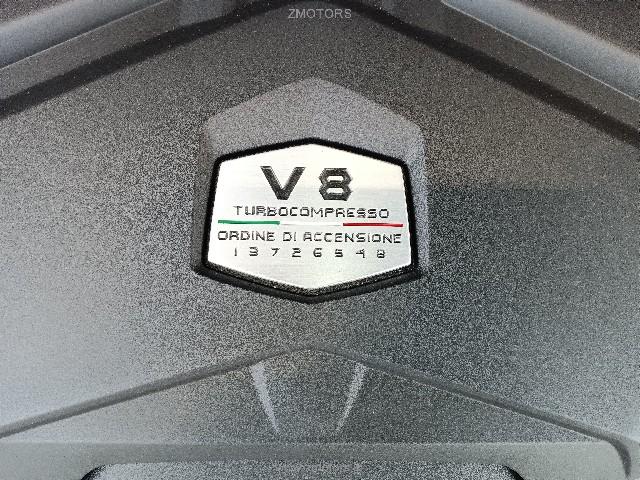 ZMOTORS
V8
TURBOCOMPRESSO
ORDINE DI ACCENSIONE
1 3 7 2 6 5 4 8